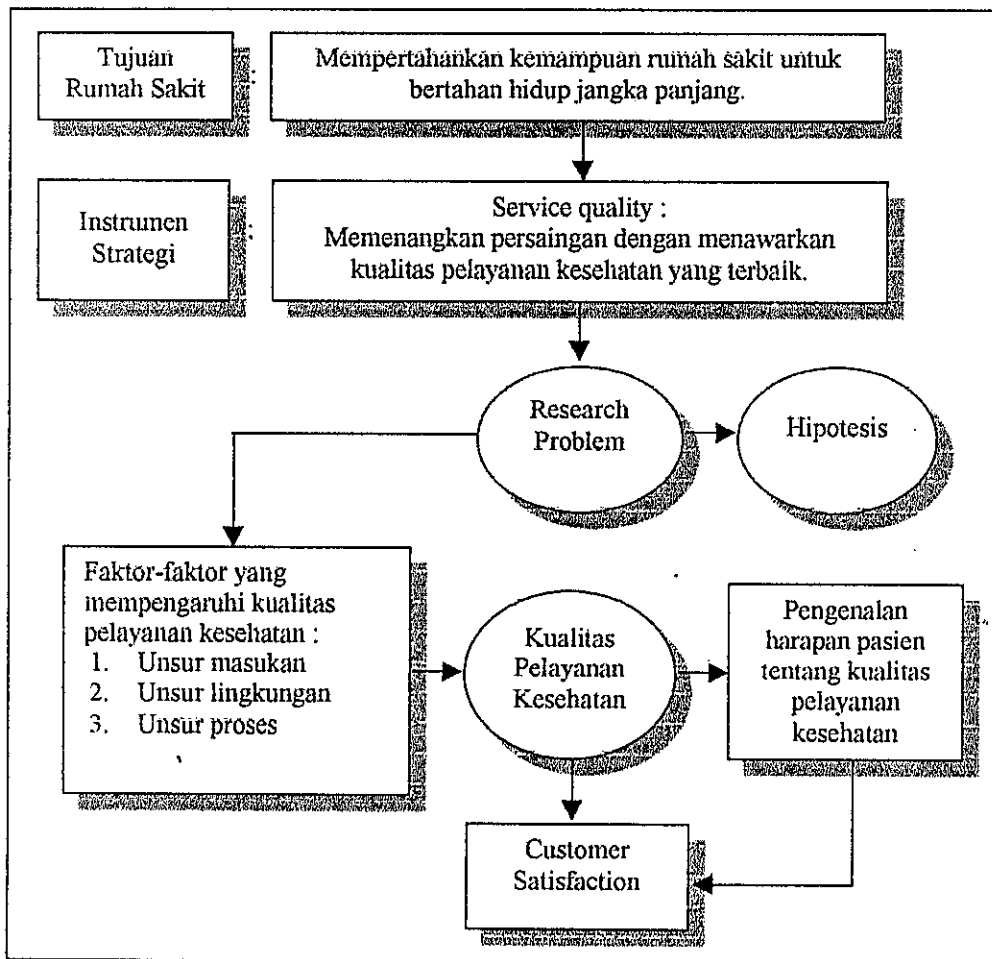 Tujuan
Rumah Sakit
:
Mempertahankan kemampuan rumah sakit untuk
bertahan hidup jangka panjang.
Instrumen
Strategi
:
Service quality :
Memenangkan persaingan dengan menawarkan
kualitas pelayanan kesehatan yang terbaik.
Research
Problem
Hipotesis
Faktor-faktor yang
mempengaruhi kualitas
pelayanan kesehatan :
1. Unsur masukan
2. Unsur lingkungan
3. Unsur proses
Kualitas
Pelayanan
Kesehatan
Pengenalan
harapan pasien
tentang kualitas
pelayanan
kesehatan
Customer
Satisfaction